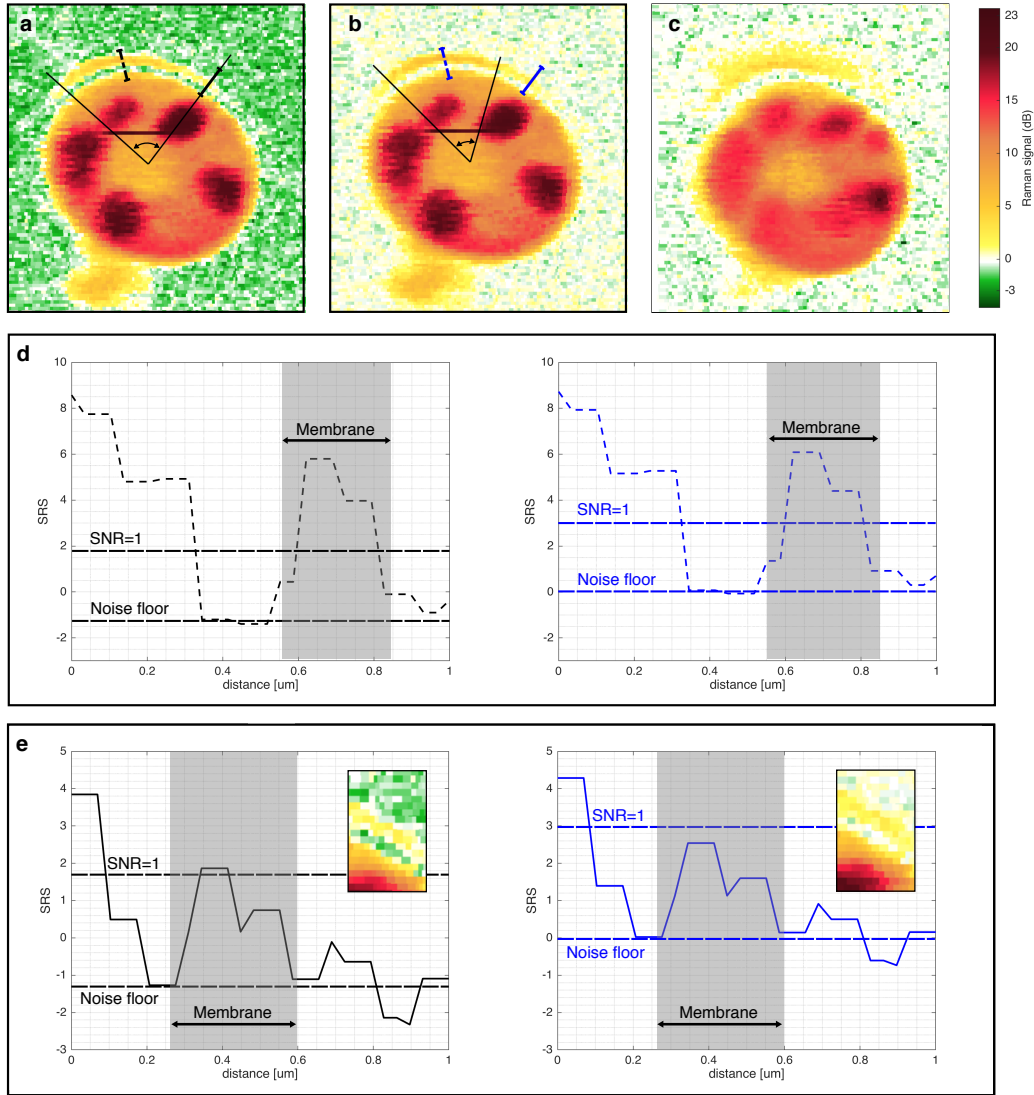 a
b
c
23
20
15
10
5
0
-3
Raman signal (dB)
d
10
8
6
4
2
0
-2
SRS
Membrane
SNR=1
Noise floor
0
0.2
0.4
0.6
0.8
1
distance [um]
10
8
6
4
2
0
-2
SRS
Membrane
SNR=1
Noise floor
0
0.2
0.4
0.6
0.8
1
distance [um]
e
5
4
3
2
1
0
-1
-2
-3
SRS
SNR=1
Noise floor
Membrane
0
0.2
0.4
0.6
0.8
1
distance [um]
5
4
3
2
1
0
-1
-2
-3
SRS
SNR=1
Noise floor
Membrane
0
0.2
0.4
0.6
0.8
1
distance [um]